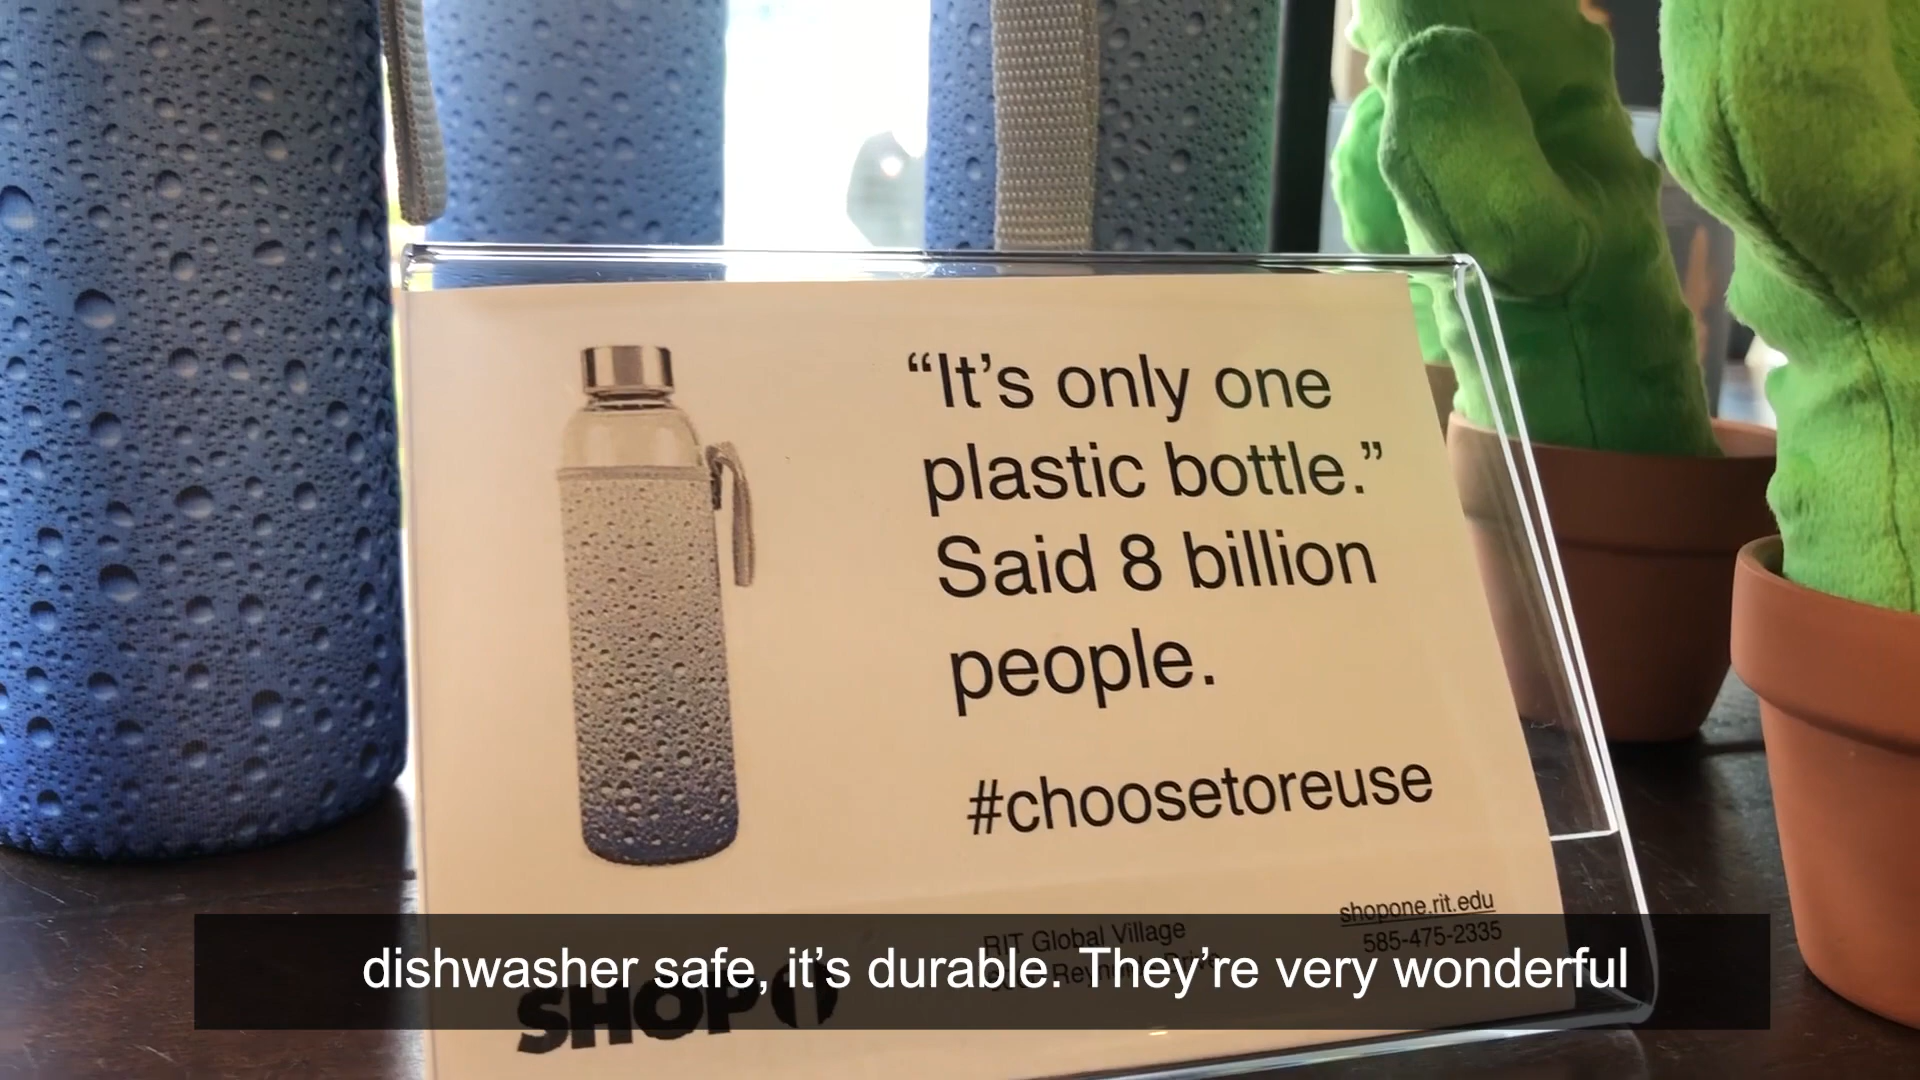 “It’s only one
plastic bottle.”
Said 8 billion
people.
#choosetoreuse
shopone.rit.edu
585-475-2335
RIT Global Village
SHOP
dishwasher safe, it’s durable. They’re very wonderful